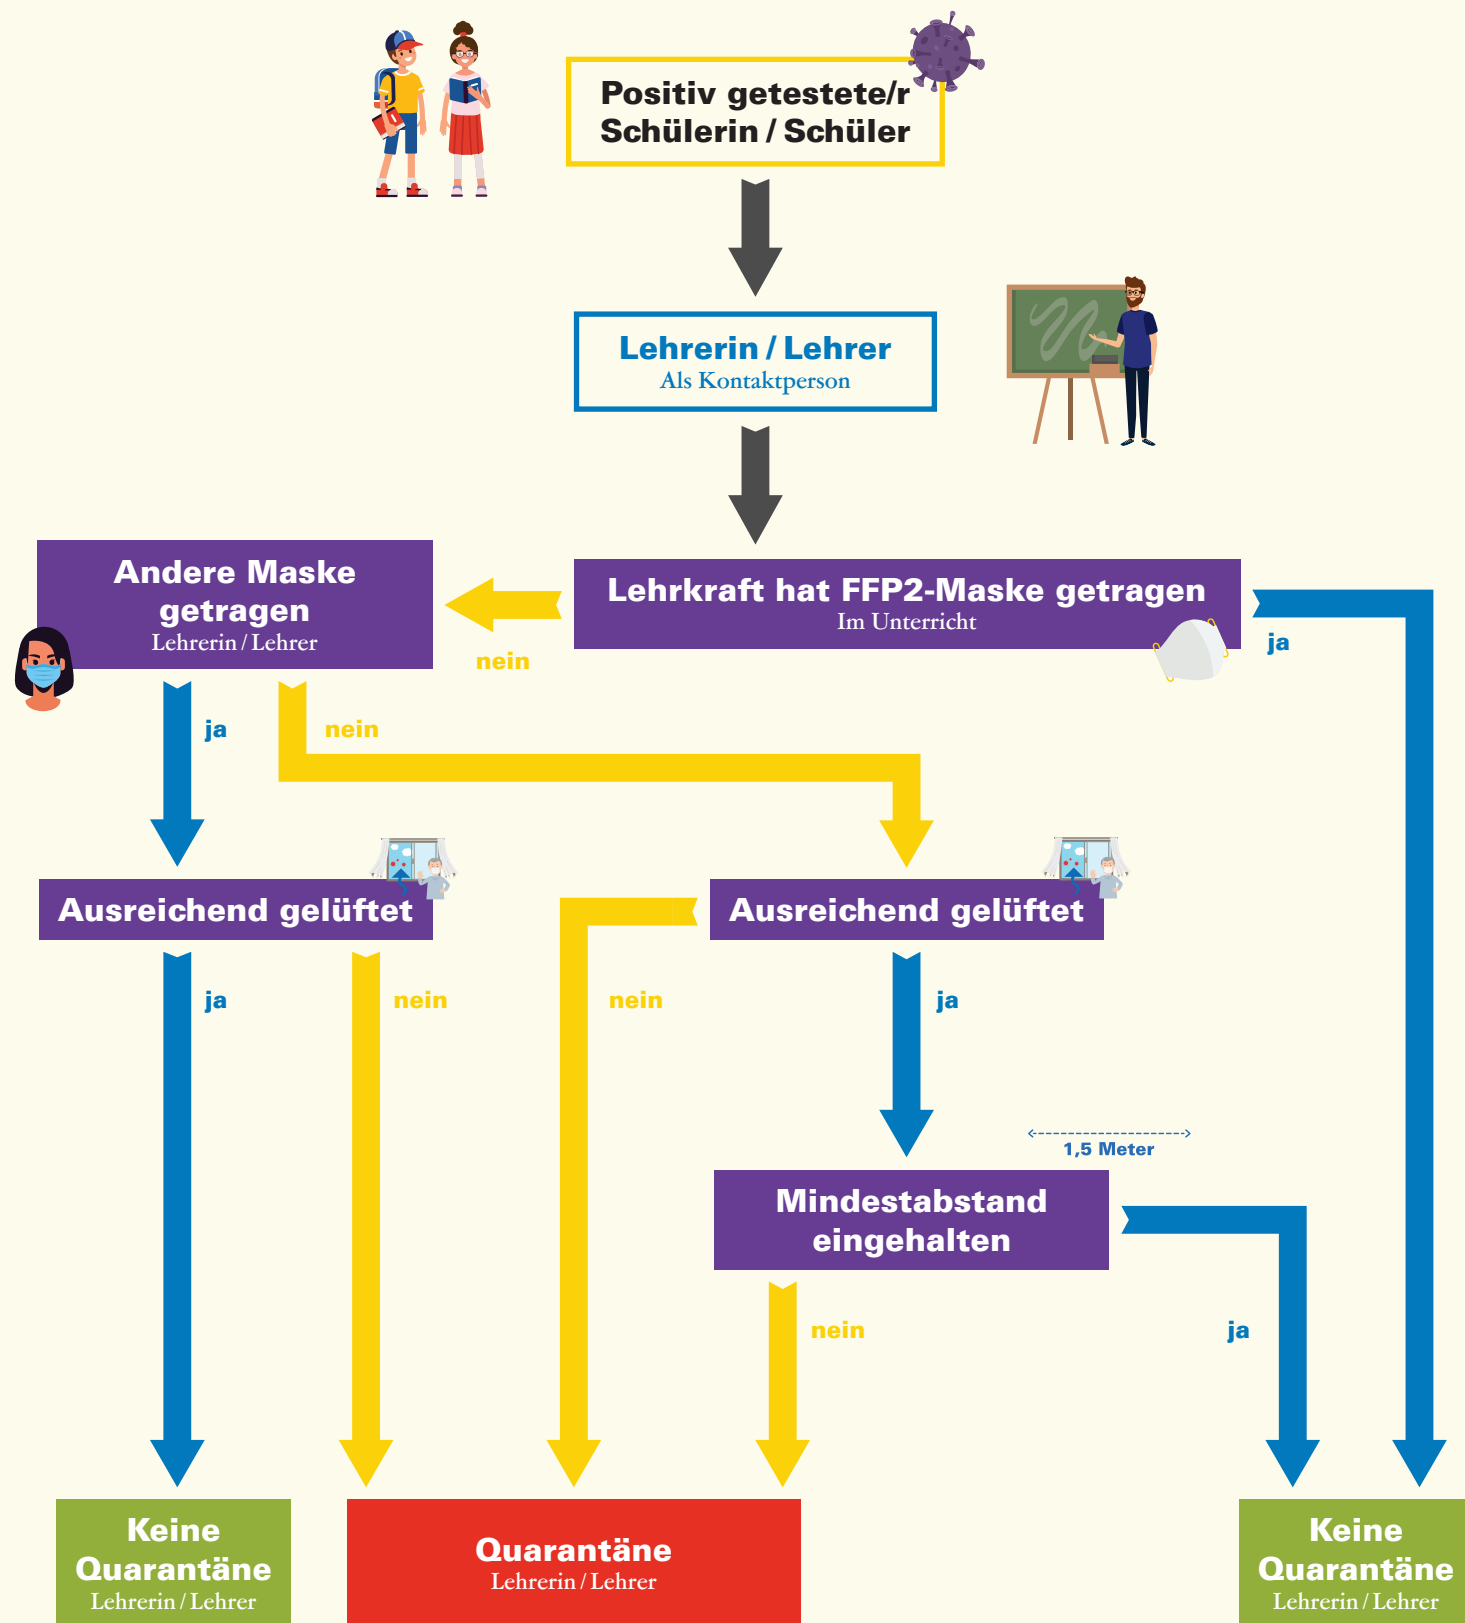 Positiv getestete/r
Schülerin / Schüler
Lehrerin / Lehrer
Als Kontaktperson
Andere Maske
getragen
Lehrerin / Lehrer
Lehrkraft hat FFP2-Maske getragen
Im Unterricht
nein
ja
ja
nein
Ausreichend gelüftet
Ausreichend gelüftet
ja
nein
nein
ja
1,5 Meter
Mindestabstand
eingehalten
nein
ja
Keine
Quarantäne
Lehrerin / Lehrer
Quarantäne
Lehrerin / Lehrer
Keine
Quarantäne
Lehrerin / Lehrer